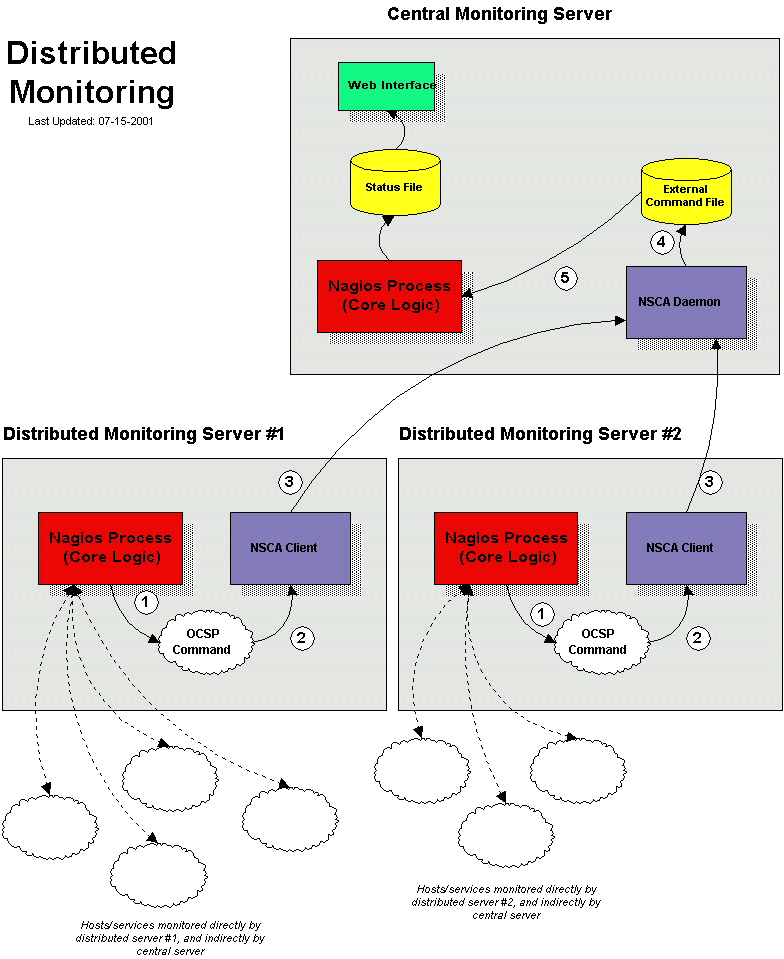 Central Monitoring Server
Distributed
Monitoring
Last Updated: 07-15-2001
Web Interface
Status File
External
Command File
4
5
Nagios Process
(Core Logic)
NSCA Daemon
Distributed Monitoring Server #1
Distributed Monitoring Server #2
3
3
Nagios Process
(Core Logic)
NSCA Client
Nagios Process
(Core Logic)
NSCA Client
1
OCSP
Command
2
1
OCSP
Command
2
Hosts/services monitored directly by
distributed server #1, and indirectly by
central server
Hosts/services monitored directly by
distributed server #2, and indirectly by
central server